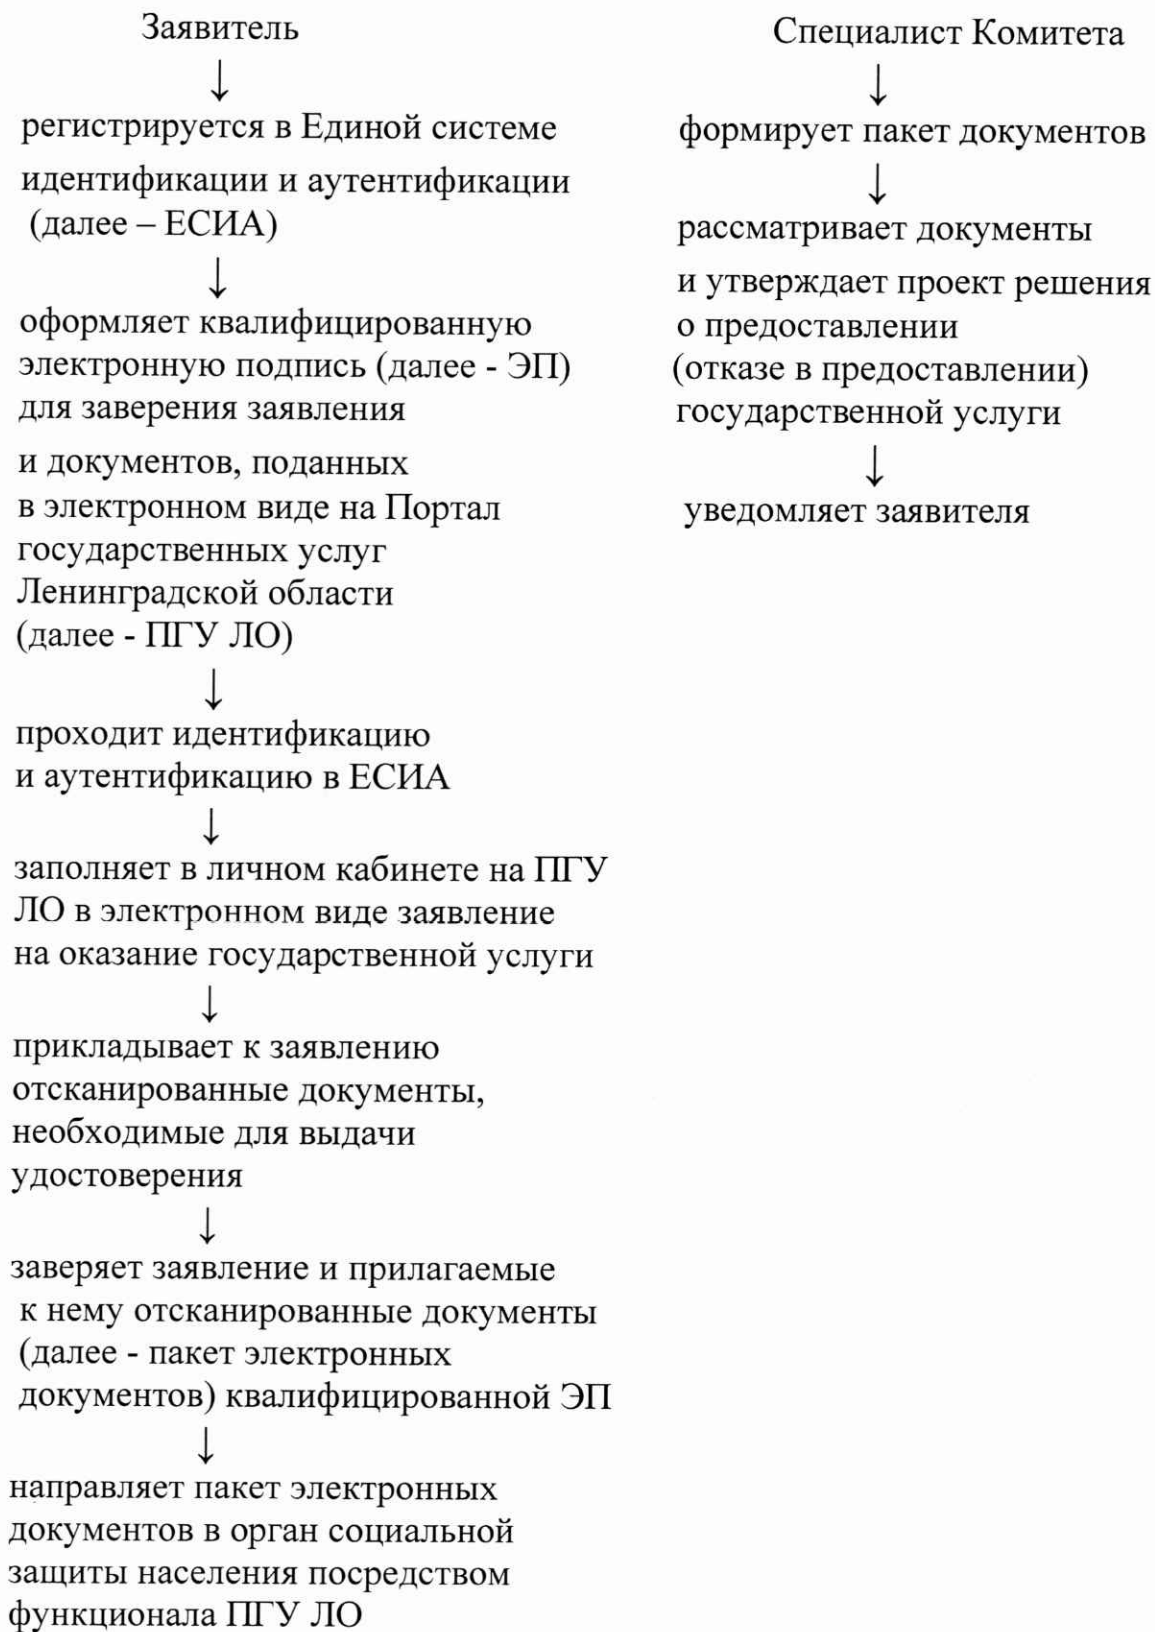 Заявитель
↓
регистрируется в Единой системе
идентификации и аутентификации
(далее – ЕСИА)
↓
оформляет квалифицированную
электронную подпись (далее - ЭП)
для заверения заявления
и документов, поданных
в электронном виде на Портал
государственных услуг
Ленинградской области
(далее - ПГУ ЛО)
↓
проходит идентификацию
и аутентификацию в ЕСИА
↓
заполняет в личном кабинете на ПГУ
ЛО в электронном виде заявление
на оказание государственной услуги
↓
прикладывает к заявлению
отсканированные документы,
необходимые для выдачи
удостоверения
↓
заверяет заявление и прилагаемые
к нему отсканированные документы
(далее - пакет электронных
документов) квалифицированной ЭП
↓
направляет пакет электронных
документов в орган социальной
защиты населения посредством
функционала ПГУ ЛО
Специалист Комитета
↓
формирует пакет документов
↓
рассматривает документы
и утверждает проект решения
о предоставлении
(отказе в предоставлении)
государственной услуги
↓
уведомляет заявителя